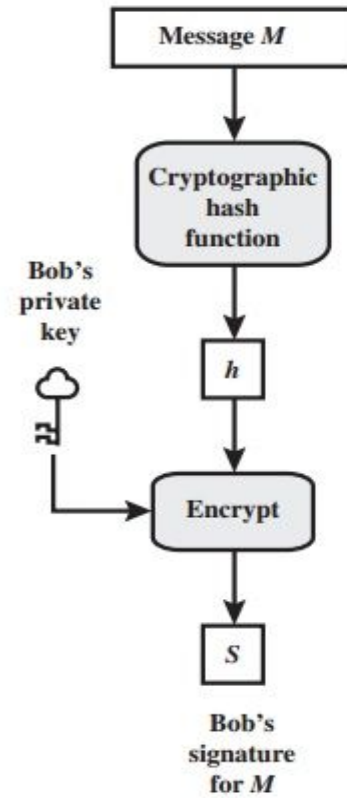 Message M
Cryptographic
hash
function
Bob's
private
key
h
Encrypt
S
Bob's
signature
for M